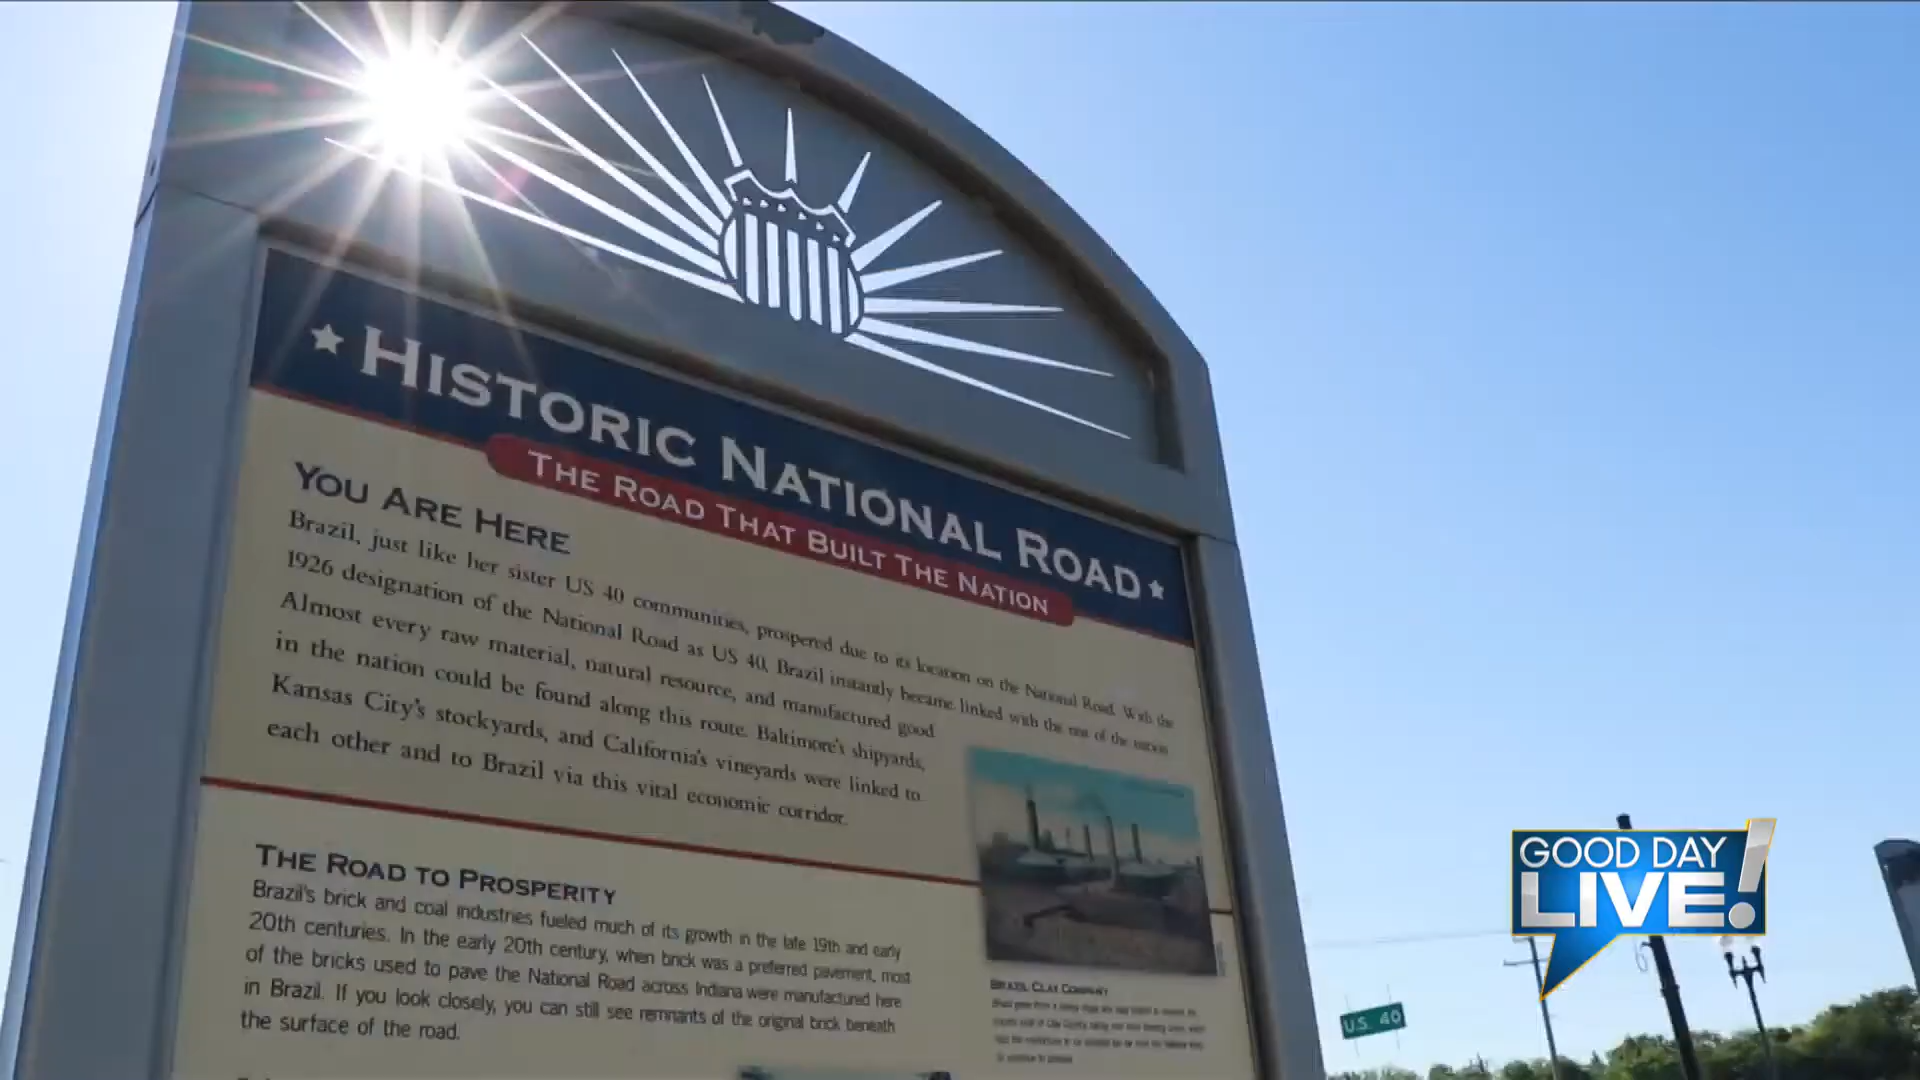 HISTORIC NATIONAL ROAD
THE ROAD THAT BUILT THE NATION
YOU ARE HERE
Brazil, just like her sister US 40 communities, prospered due to its location on the National Road. With the
1926 designation of the National Road as US 40, Brazil instantly became linked with the rest of the nation.
Almost every raw material, natural resource, and manufactured good
in the nation could be found along this route. Baltimore's shipyards,
Kansas City's stockyards, and California's vineyards were linked to
each other and to Brazil via this vital economic corridor.
THE ROAD TO PROSPERITY
Brazil's brick and coal industries fueled much of its growth in the late 19th and early
20th centuries. In the early 20th century, when brick was a preferred pavement, most
of the bricks used to pave the National Road across Indiana were manufactured here
in Brazil. If you look closely, you can still see remnants of the original brick beneath
the surface of the road.
BRAZIL CLAY COMPANY
U.S. 40
GOOD DAY
LIVE!